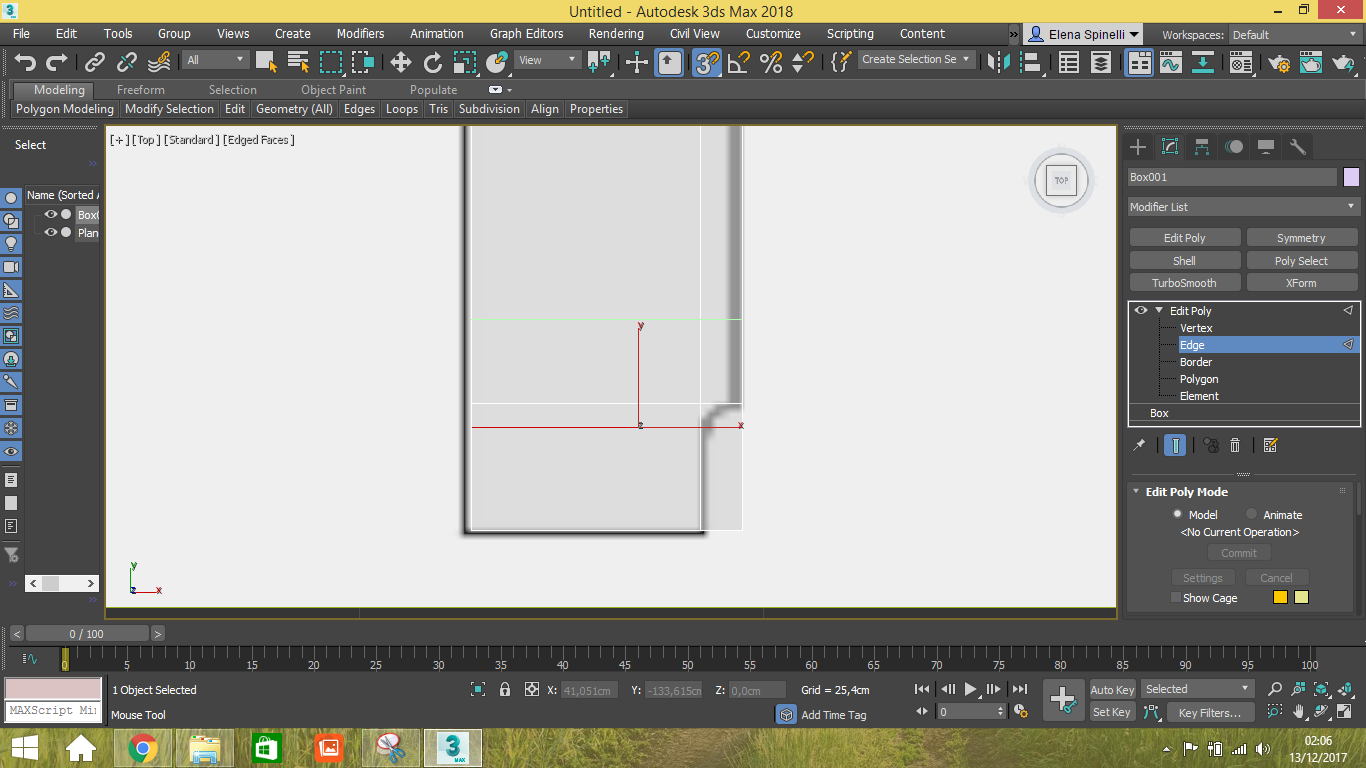 Untitled - Autodesk 3ds Max 2018
3
MAX
File Edit Tools Group Views Create Modifiers Animation Graph Editors Rendering Civil View Customize Scripting Content » Elena Spinelli Workspaces: Default
All View Create Selection Se
Modeling Freeform Selection Object Paint Populate
Polygon Modeling Modify Selection Edit Geometry (All) Edges Loops Tris Subdivision Align Properties
Select
[+] [Top] [Standard] [Edged Faces]
TOP
Box001
Name (Sorted A
Modifier List
Box0
Plan
Edit Poly Symmetry
Shell Poly Select
TurboSmooth XForm
Edit Poly
Vertex
Edge
Border
Polygon
Element
Box
y
z x
Edit Poly Mode
Model Animate
<No Current Operation>
Commit
Settings Cancel
Show Cage
y
z x
< 0 / 100 >
0 5 10 15 20 25 30 35 40 45 50 55 60 65 70 75 80 85 90 95 100
1 Object Selected X: 41,051cm Y: -133,615cm Z: 0,0cm Grid = 25,4cm Auto Key Selected
MAXScript Mi
Mouse Tool Add Time Tag 0 Set Key Key Filters...
3
MAX
02:06
13/12/2017